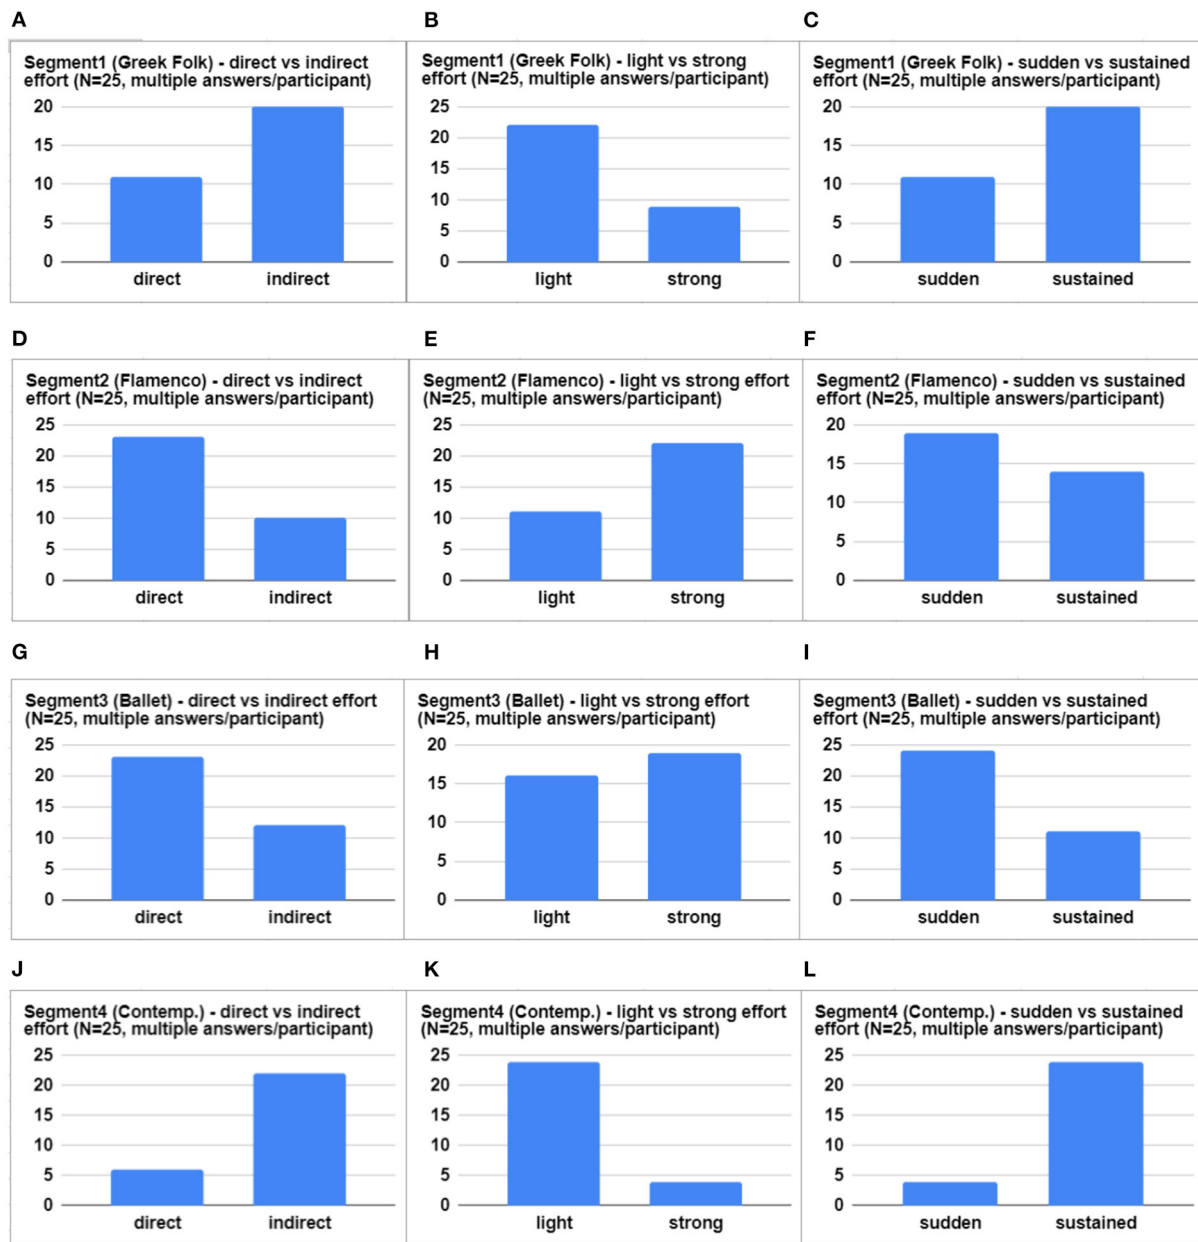 A
Segment1 (Greek Folk) - direct vs indirect
effort (N=25, multiple answers/participant)
20
15
10
5
0
direct indirect
B
Segment1 (Greek Folk) - light vs strong
effort (N=25, multiple answers/participant)
25
20
15
10
5
0
light strong
C
Segment1 (Greek Folk) - sudden vs sustained
effort (N=25, multiple answers/participant)
20
15
10
5
0
sudden sustained
D
Segment2 (Flamenco) - direct vs indirect
effort (N=25, multiple answers/participant)
25
20
15
10
5
0
direct indirect
E
Segment2 (Flamenco) - light vs strong effort
(N=25, multiple answers/participant)
25
20
15
10
5
0
light strong
F
Segment2 (Flamenco) - sudden vs sustained
effort (N=25, multiple answers/participant)
20
15
10
5
0
sudden sustained
G
Segment3 (Ballet) - direct vs indirect effort
(N=25, multiple answers/participant)
25
20
15
10
5
0
direct indirect
H
Segment3 (Ballet) - light vs strong effort
(N=25, multiple answers/participant)
20
15
10
5
0
light strong
I
Segment3 (Ballet) - sudden vs sustained
effort (N=25, multiple answers/participant)
25
20
15
10
5
0
sudden sustained
J
Segment4 (Contemp.) - direct vs indirect
effort (N=25, multiple answers/participant)
25
20
15
10
5
0
direct indirect
K
Segment4 (Contemp.) - light vs strong effort
(N=25, multiple answers/participant)
25
20
15
10
5
0
light strong
L
Segment4 (Contemp.) - sudden vs sustained
effort (N=25, multiple answers/participant)
25
20
15
10
5
0
sudden sustained